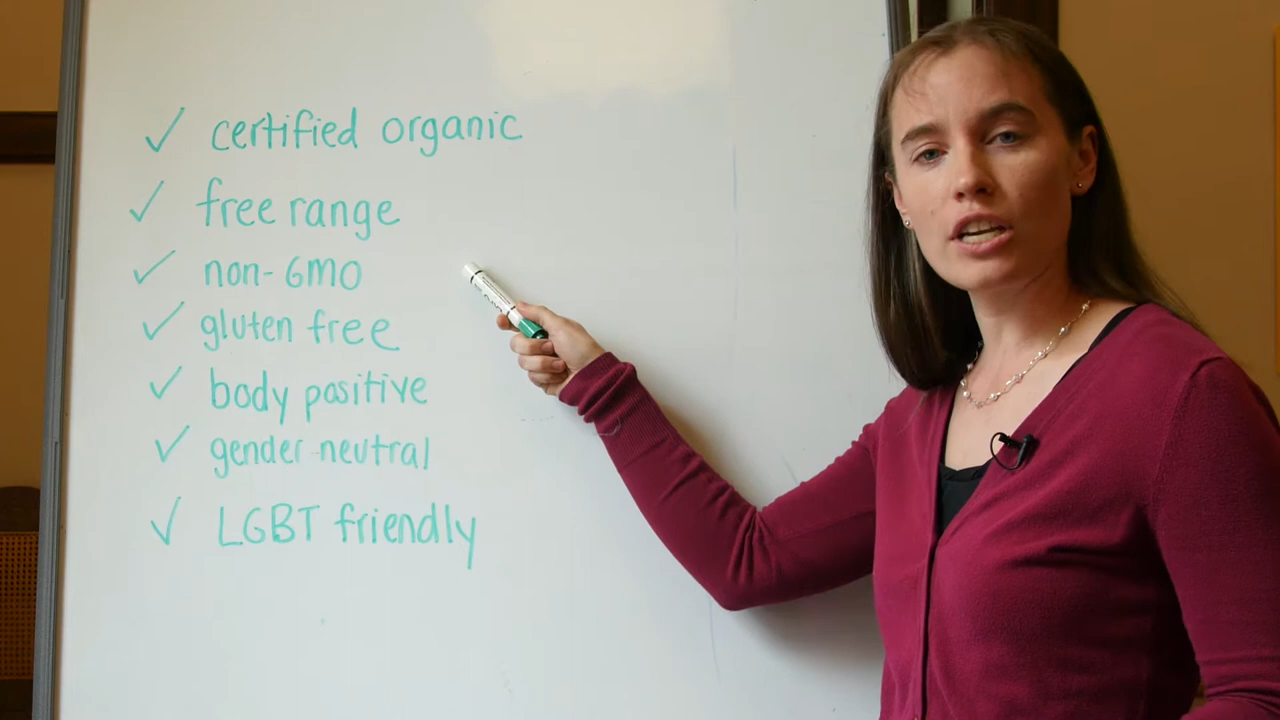 ✓ certified organic
✓ free range
✓ non-GMO
✓ gluten free
✓ body positive
✓ gender-neutral
✓ LGBT friendly